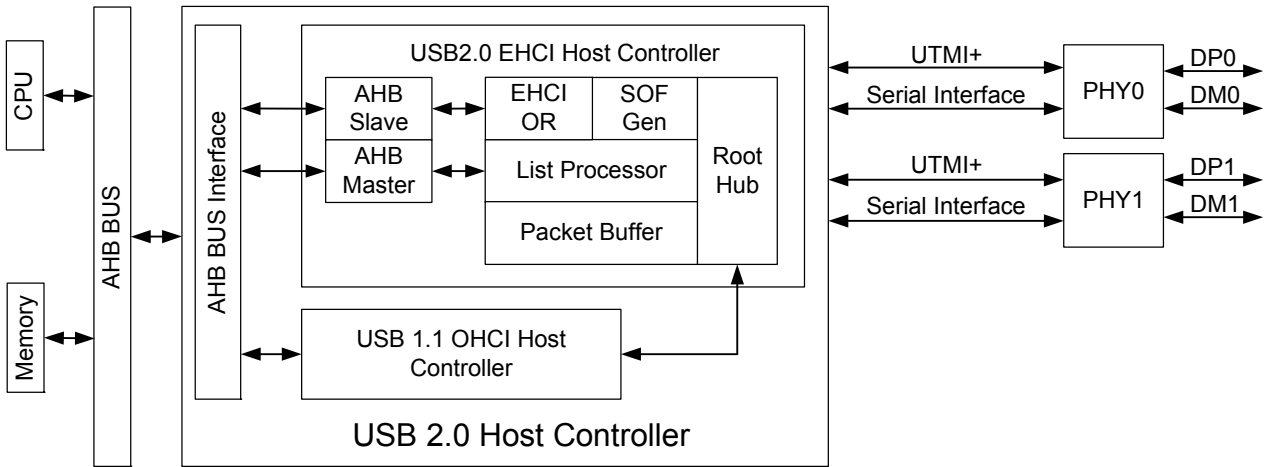 CPU
Memory
AHB BUS
AHB BUS Interface
USB2.0 EHCI Host Controller
AHB
Slave
AHB
Master
EHCI
OR
SOF
Gen
List Processor
Packet Buffer
Root
Hub
USB 1.1 OHCI Host
Controller
USB 2.0 Host Controller
UTMI+
Serial Interface
PHY0
DP0
DM0
UTMI+
Serial Interface
PHY1
DP1
DM1